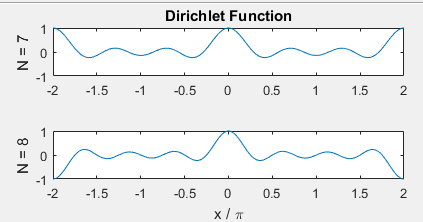 Dirichlet Function
N = 7
1
0
-1
-2 -1.5 -1 -0.5 0 0.5 1 1.5 2
N = 8
1
0
-1
-2 -1.5 -1 -0.5 0 0.5 1 1.5 2
x / π